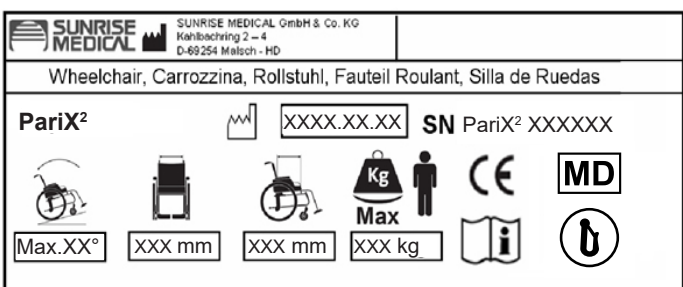 SUNRISE MEDICAL
SUNRISE MEDICAL GmbH & Co. KG
Kahlbachring 2 – 4
D-69254 Malsch - HD
Wheelchair, Carrozzina, Rollstuhl, Fauteil Roulant, Silla de Ruedas
PariX² XXXX.XX.XX SN PariX² XXXXXX
Kg
Max
CE
MD
i
Max.XX° XXX mm XXX mm XXX kg